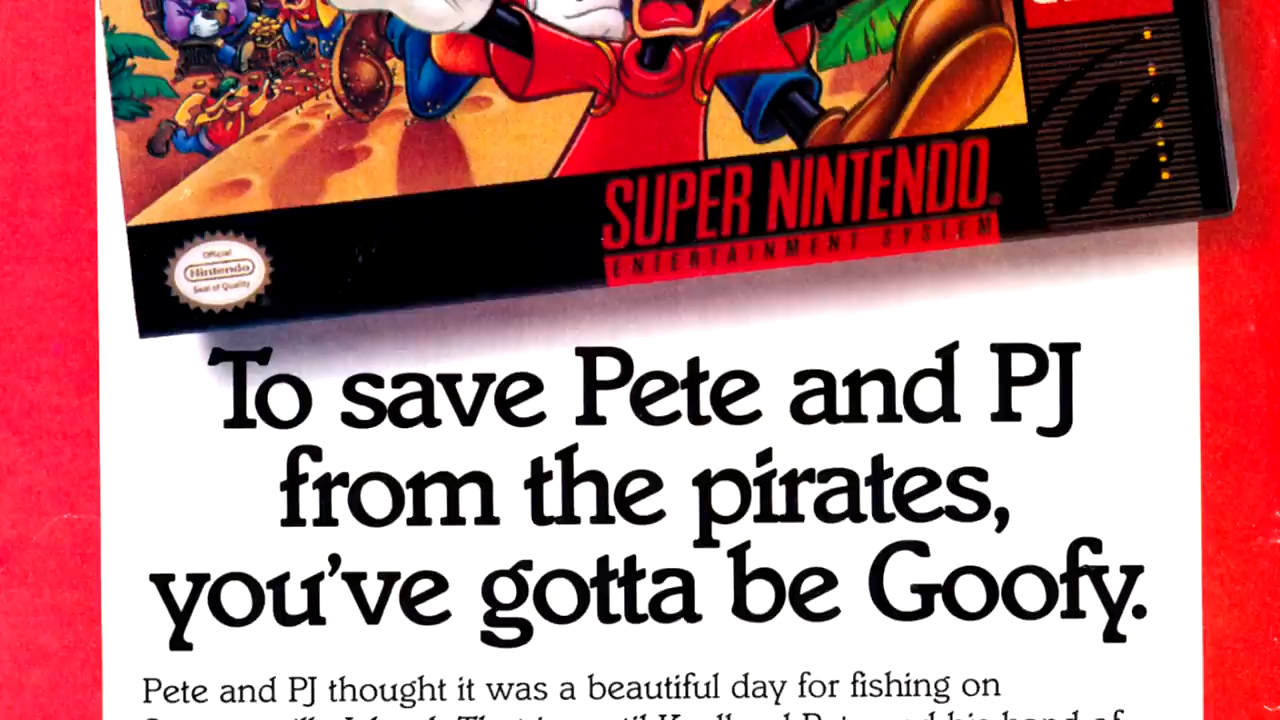 SUPER NINTENDO
ENTERTAINMENT SYSTEM
Official
Nintendo
Seal of Quality
To save Pete and PJ
from the pirates,
you've gotta be Goofy.
Pete and PJ thought it was a beautiful day for fishing on